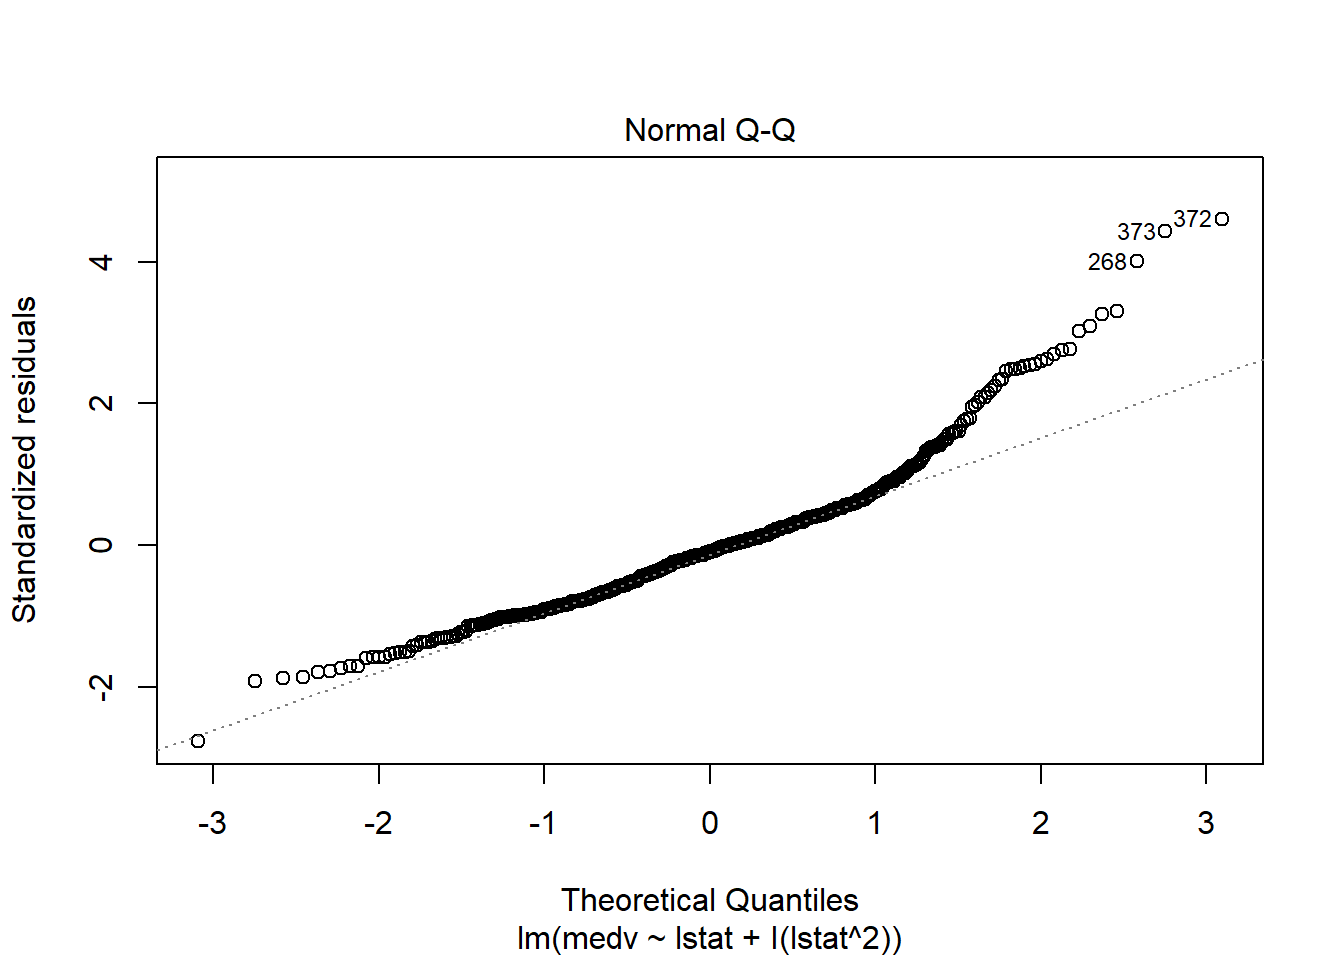 Normal Q-Q
372
373
268
4
2
0
-2
Standardized residuals
-3 -2 -1 0 1 2 3
Theoretical Quantiles
lm(medv ~ lstat + I(lstat^2))